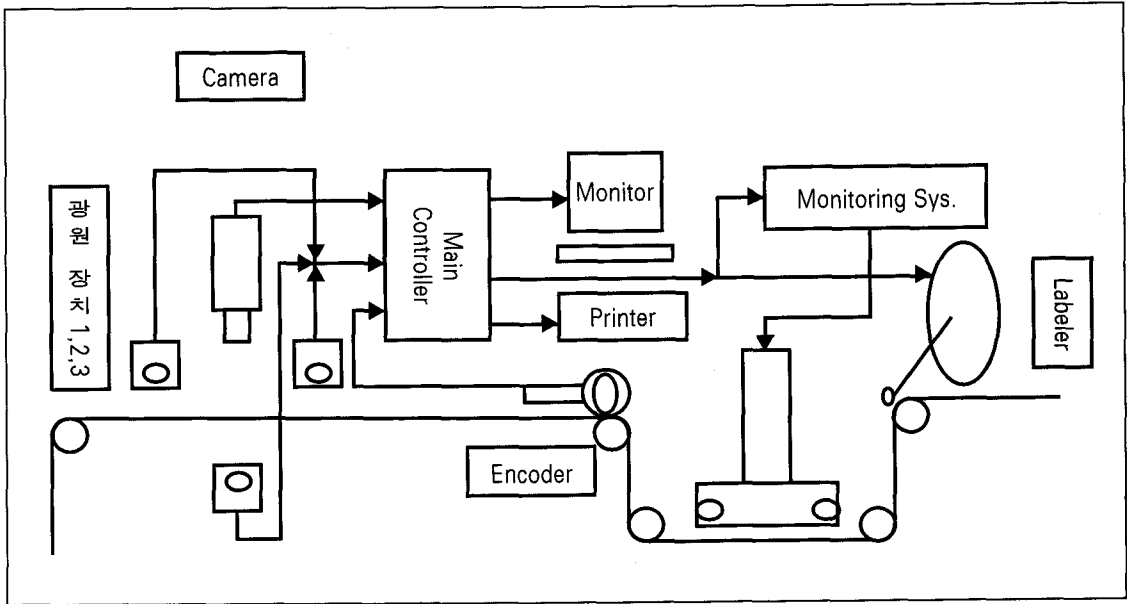 Camera
광원 장치 1,2,3
Main
Controller
Monitor
Monitoring Sys.
Printer
Labeler
Encoder